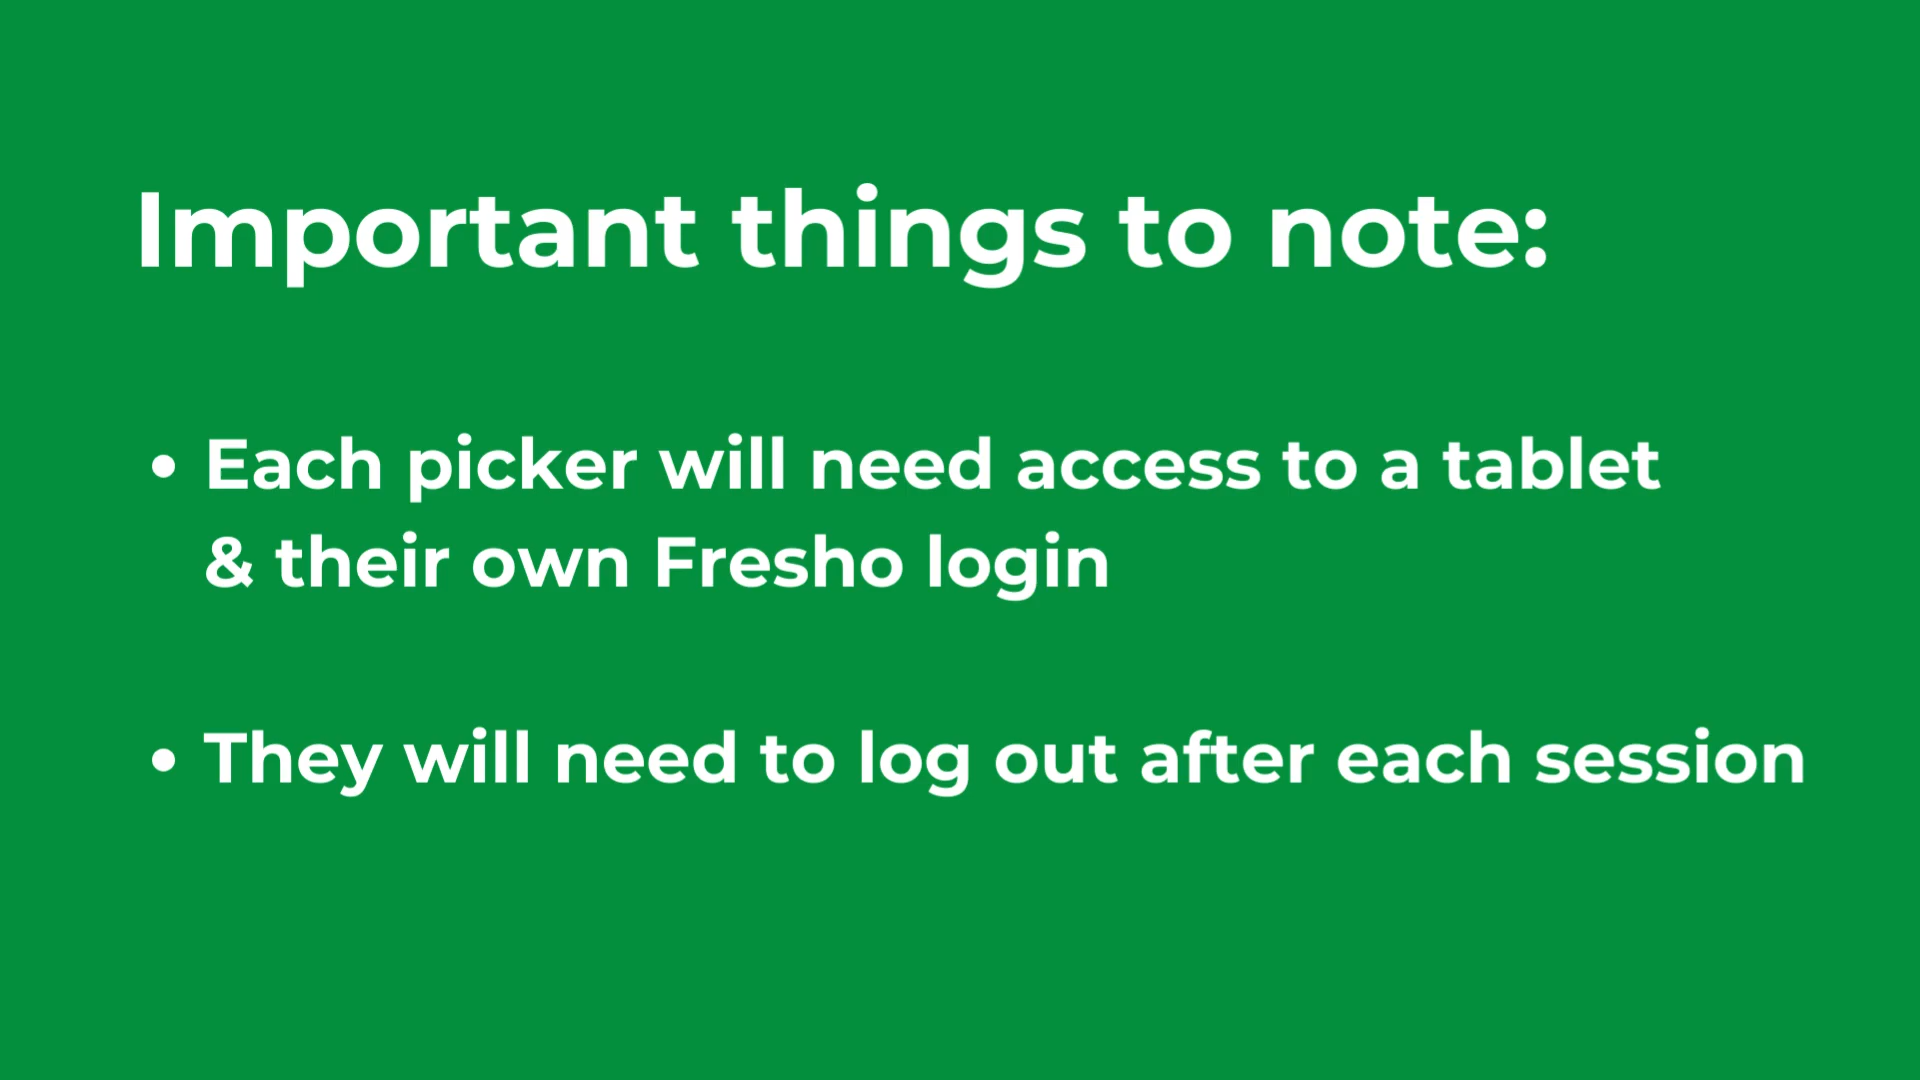 Important things to note:
• Each picker will need access to a tablet
& their own Fresho login
• They will need to log out after each session